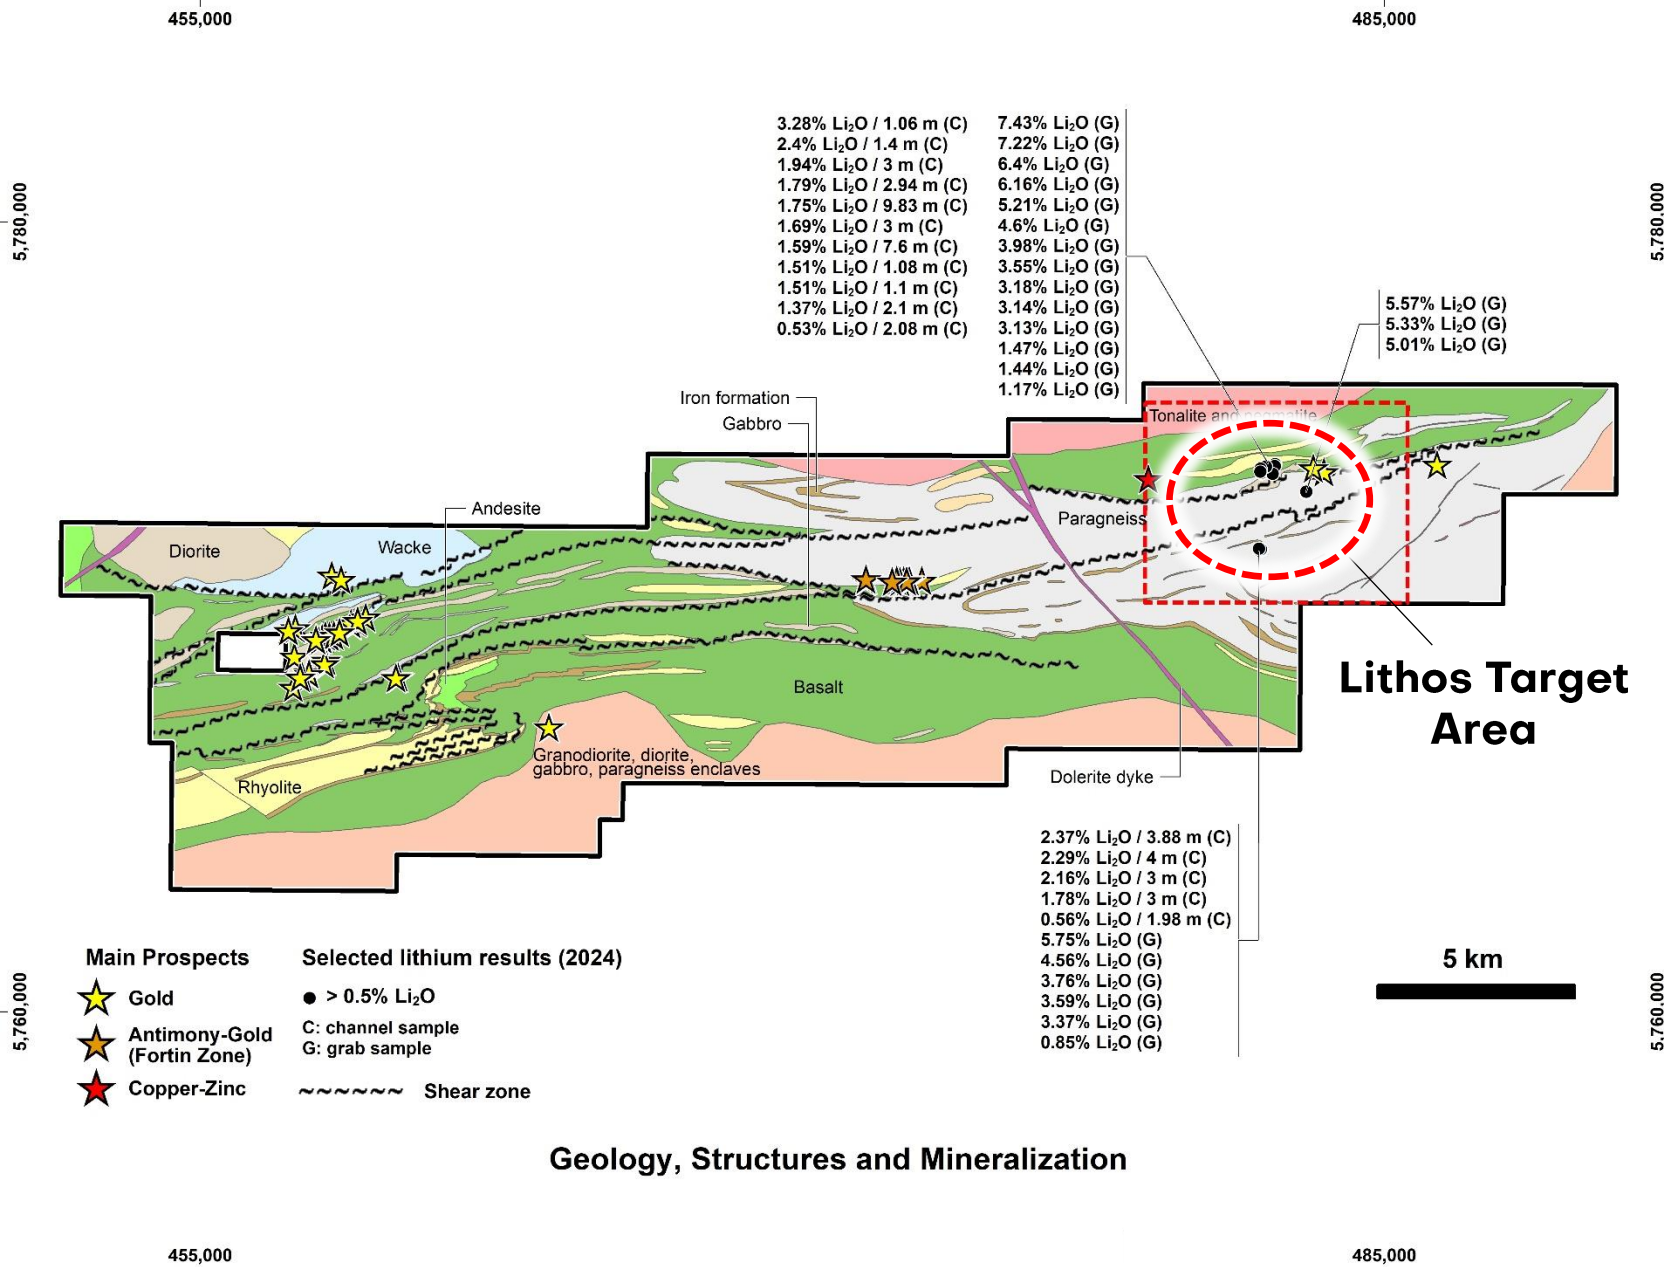 455,000
485,000
5,780,000
5,780,000
3.28% Li₂O / 1.06 m (C)
2.4% Li₂O / 1.4 m (C)
1.94% Li₂O / 3 m (C)
1.79% Li₂O / 2.94 m (C)
1.75% Li₂O / 9.83 m (C)
1.69% Li₂O / 3 m (C)
1.59% Li₂O / 7.6 m (C)
1.51% Li₂O / 1.08 m (C)
1.51% Li₂O / 1.1 m (C)
1.37% Li₂O / 2.1 m (C)
0.53% Li₂O / 2.08 m (C)
7.43% Li₂O (G)
7.22% Li₂O (G)
6.4% Li₂O (G)
6.16% Li₂O (G)
5.21% Li₂O (G)
4.6% Li₂O (G)
3.98% Li₂O (G)
3.55% Li₂O (G)
3.18% Li₂O (G)
3.14% Li₂O (G)
3.13% Li₂O (G)
1.47% Li₂O (G)
1.44% Li₂O (G)
1.17% Li₂O (G)
5.57% Li₂O (G)
5.33% Li₂O (G)
5.01% Li₂O (G)
Iron formation
Gabbro
Tonalite and pegmatite
Andesite
Paragneiss
Diorite
Wacke
Basalt
Lithos Target
Area
Granodiorite, diorite,
gabbro, paragneiss enclaves
Rhyolite
Dolerite dyke
2.37% Li₂O / 3.88 m (C)
2.29% Li₂O / 4 m (C)
2.16% Li₂O / 3 m (C)
1.78% Li₂O / 3 m (C)
0.56% Li₂O / 1.98 m (C)
5.75% Li₂O (G)
4.56% Li₂O (G)
3.76% Li₂O (G)
3.59% Li₂O (G)
3.37% Li₂O (G)
0.85% Li₂O (G)
5 km
5,760,000
5,760,000
Main Prospects
Gold
Antimony-Gold
(Fortin Zone)
Copper-Zinc
Selected lithium results (2024)
> 0.5% Li₂O
C: channel sample
G: grab sample
Shear zone
Geology, Structures and Mineralization
455,000
485,000